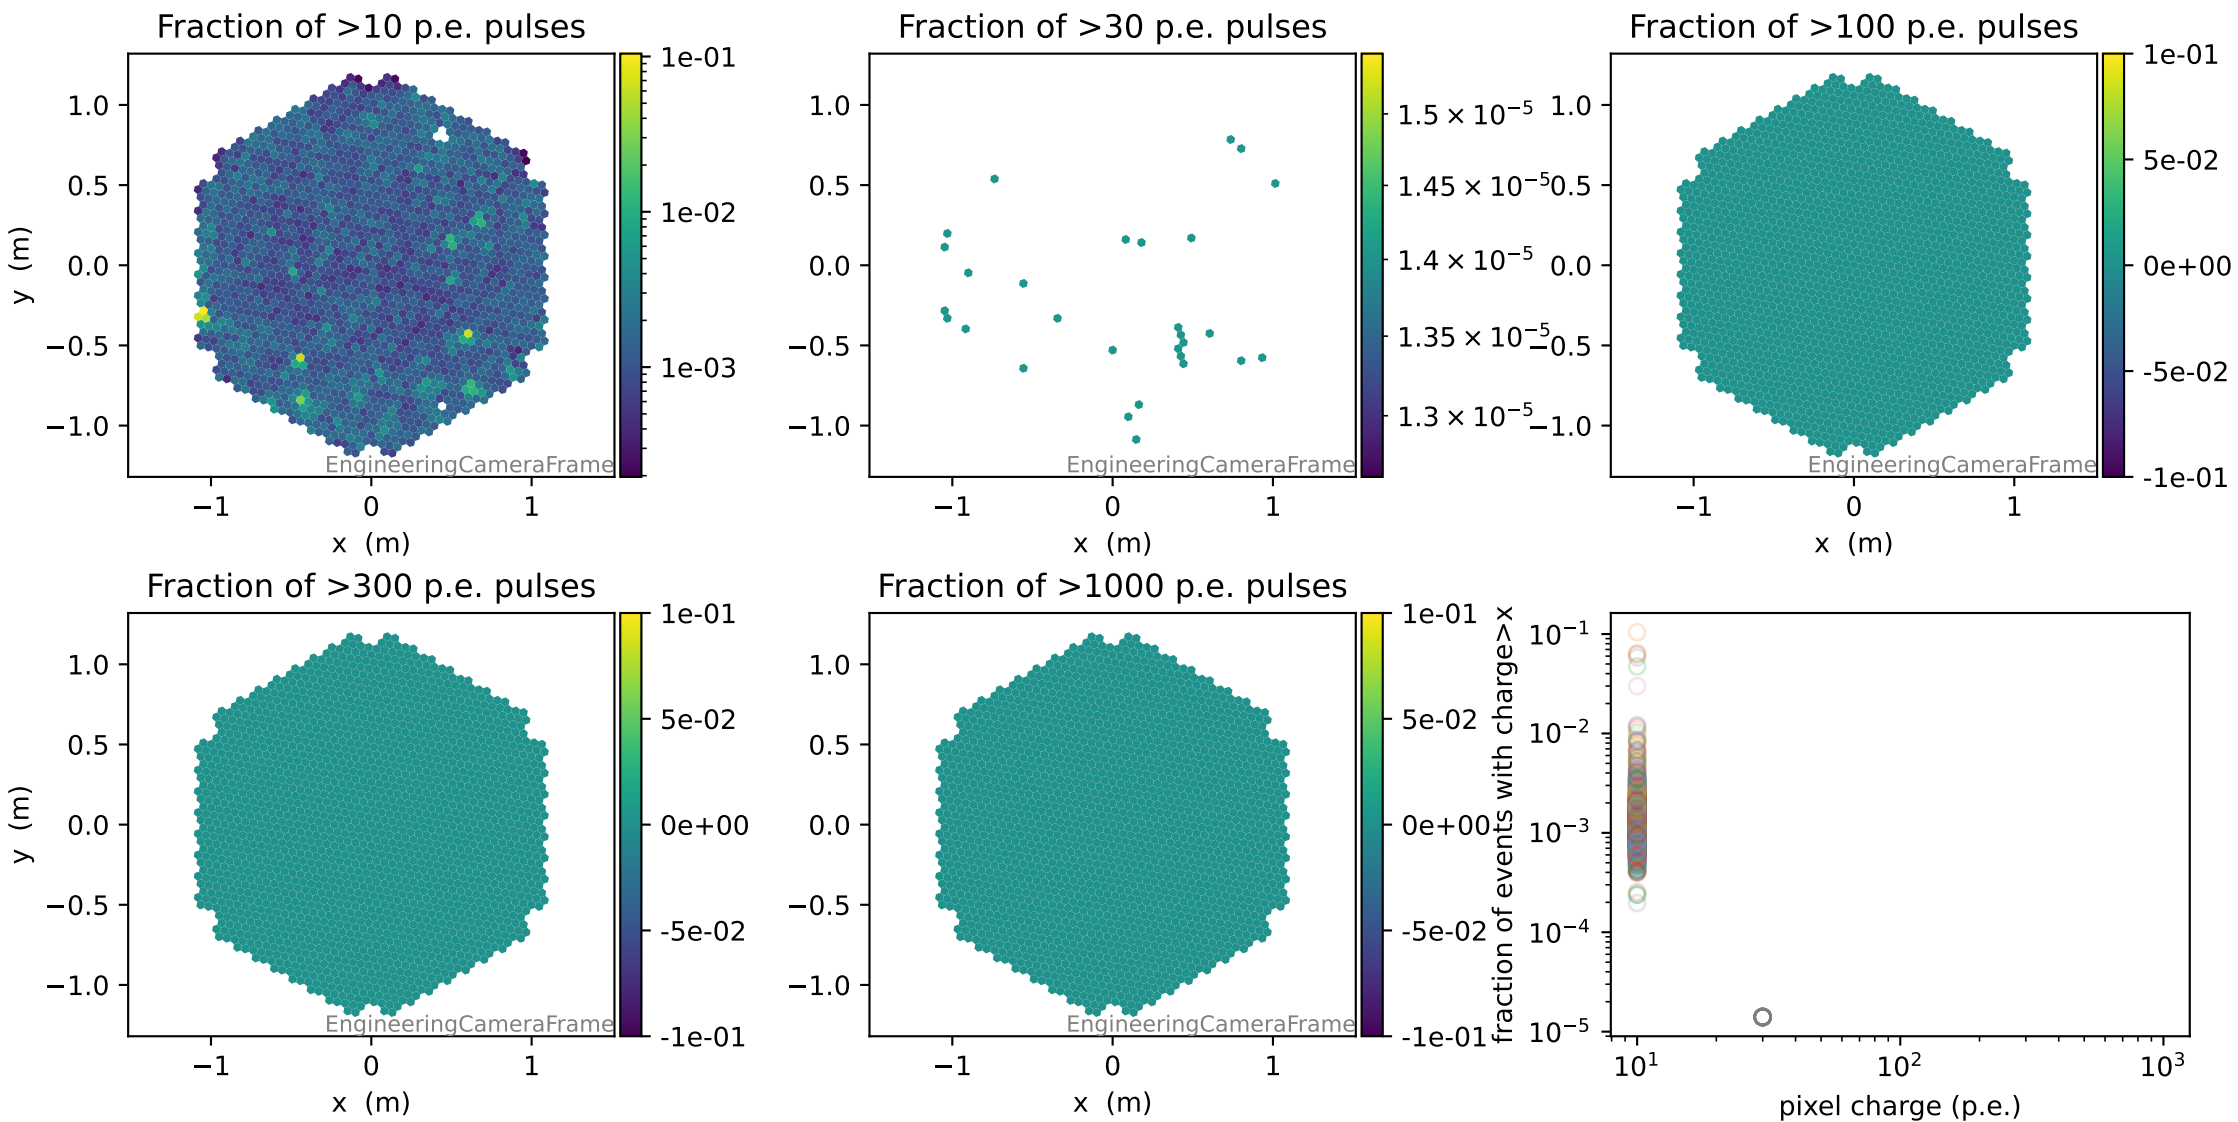 Fraction of >10 p.e. pulses
Fraction of >30 p.e. pulses
Fraction of >100 p.e. pulses
y (m)
1.0
0.5
0.0
−0.5
−1.0
−1
0
1
x (m)
EngineeringCameraFrame
1e-01
1e-02
1e-03
1.0
0.5
0.0
−0.5
−1.0
−1
0
1
x (m)
EngineeringCameraFrame
1.5×10⁻⁵
1.45×10⁻⁵
1.4×10⁻⁵
1.35×10⁻⁵
1.3×10⁻⁵
1.0
0.5
0.0
−0.5
−1.0
−1
0
1
x (m)
EngineeringCameraFrame
1e-01
5e-02
0e+00
-5e-02
-1e-01
Fraction of >300 p.e. pulses
Fraction of >1000 p.e. pulses
y (m)
1.0
0.5
0.0
−0.5
−1.0
−1
0
1
x (m)
EngineeringCameraFrame
1e-01
5e-02
0e+00
-5e-02
-1e-01
1.0
0.5
0.0
−0.5
−1.0
−1
0
1
x (m)
EngineeringCameraFrame
1e-01
5e-02
0e+00
-5e-02
-1e-01
fraction of events with charge>x
10⁻¹
10⁻²
10⁻³
10⁻⁴
10⁻⁵
10¹
10²
10³
pixel charge (p.e.)